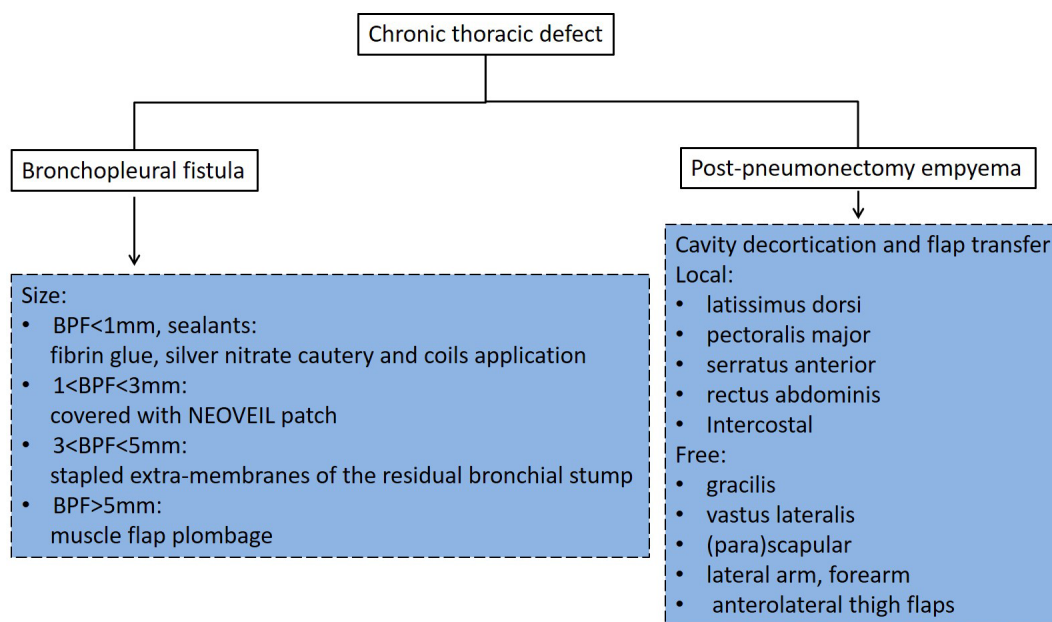 Chronic thoracic defect
Bronchopleural fistula
Size:
• BPF<1mm, sealants:
fibrin glue, silver nitrate cautery and coils application
• 1<BPF<3mm:
covered with NEOVEIL patch
• 3<BPF<5mm:
stapled extra-membranes of the residual bronchial stump
• BPF>5mm:
muscle flap plombage
Post-pneumonectomy empyema
Cavity decortication and flap transfer
Local:
• latissimus dorsi
• pectoralis major
• serratus anterior
• rectus abdominis
• Intercostal
Free:
• gracilis
• vastus lateralis
• (para)scapular
• lateral arm, forearm
• anterolateral thigh flaps